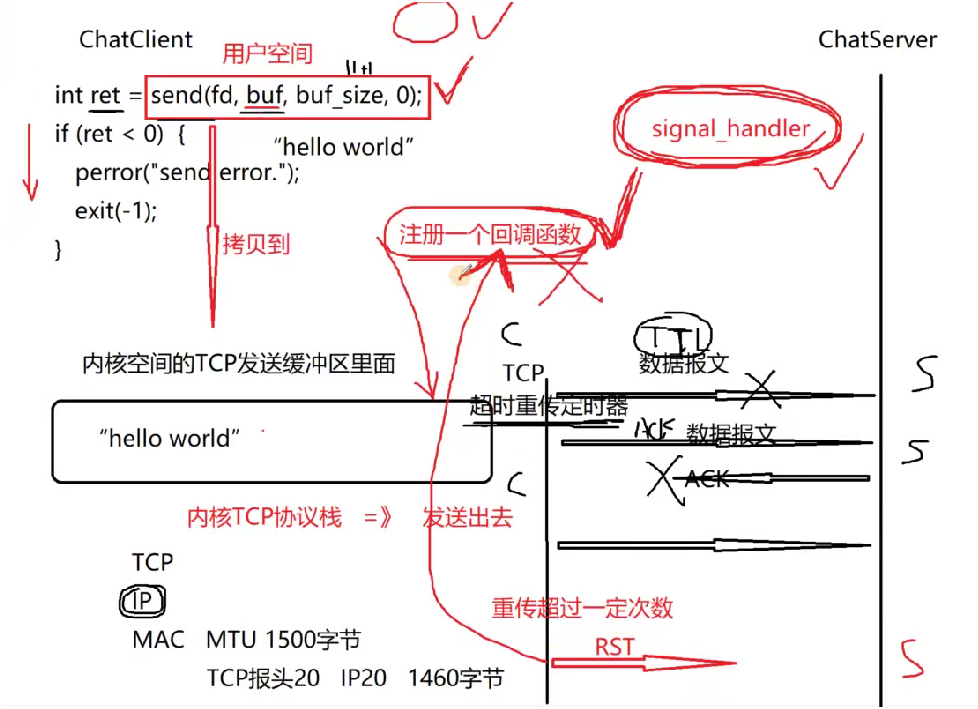 ChatClient
ChatServer
用户空间
int ret = send(fd, buf, buf_size, 0);
if (ret < 0) {
"hello world"
perror("send error.");
exit(-1);
}
signal_handler
注册一个回调函数
拷贝到
C
TTL
内核空间的TCP发送缓冲区里面
TCP
数据报文
S
超时重传定时器
"hello world"
ACK 数据报文
S
C
ACK
内核TCP协议栈 =》 发送出去
TCP
IP
重传超过一定次数
MAC MTU 1500字节
RST
S
TCP报头20 IP20 1460字节